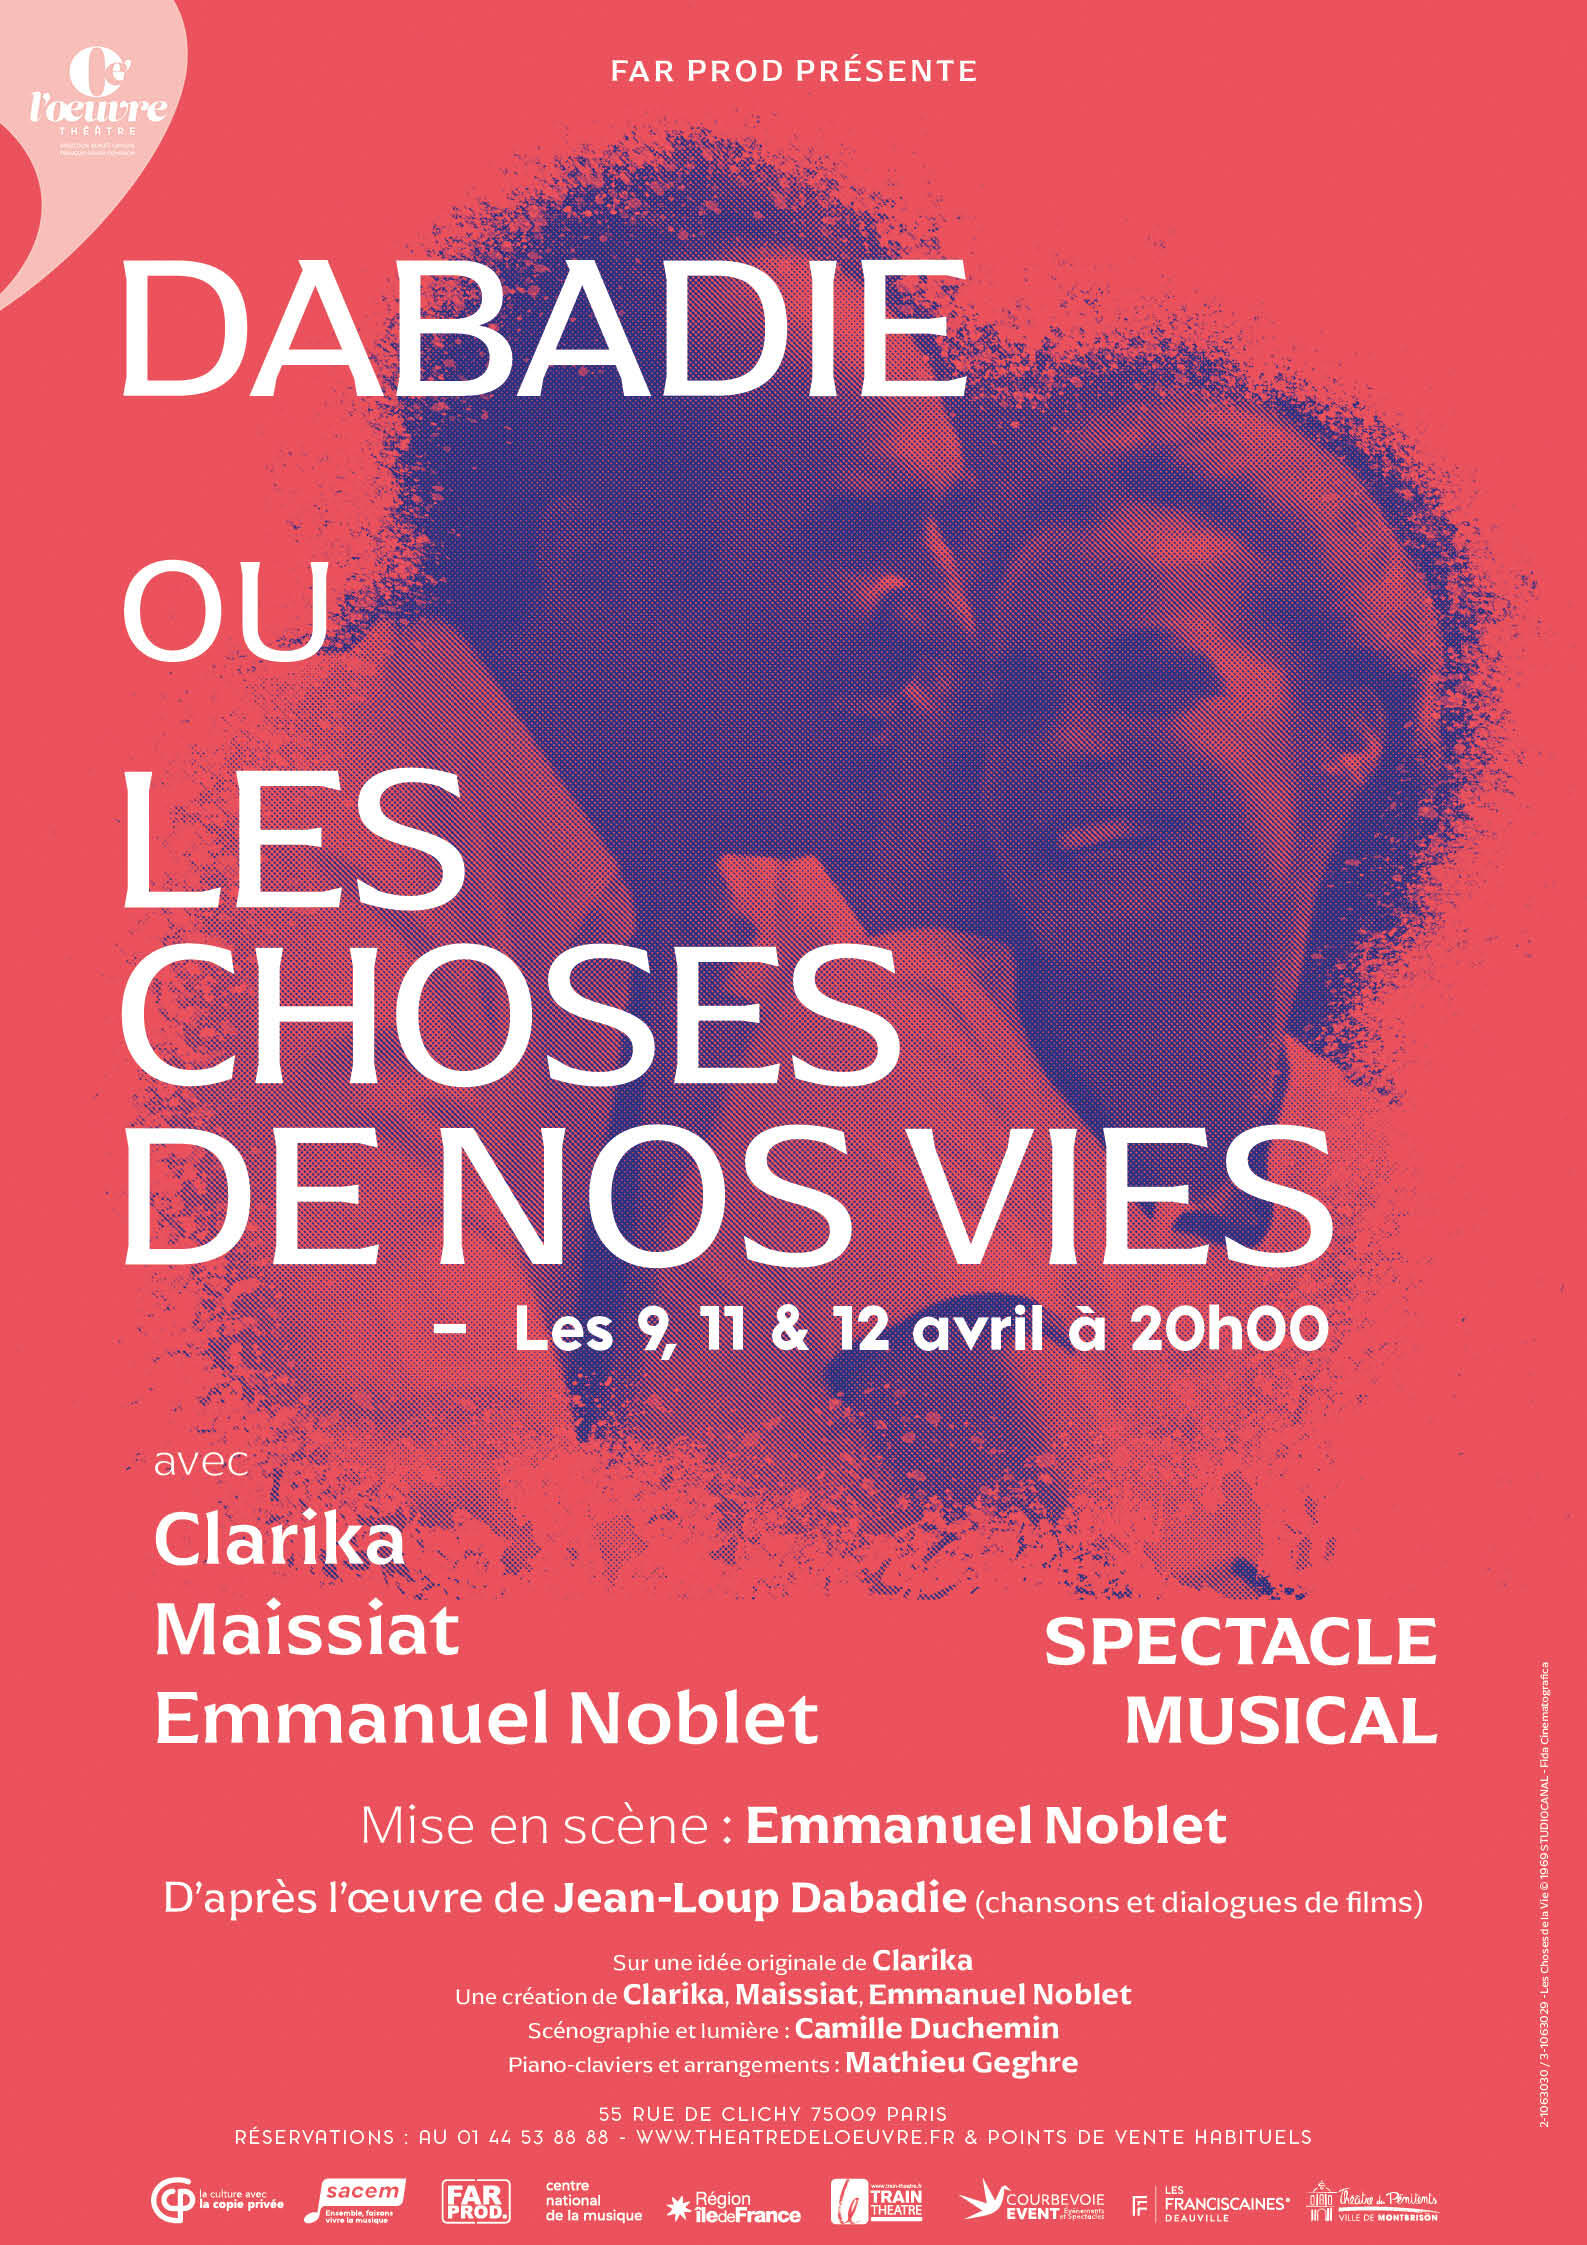 Oe'
l'oeuvre
THÉÂTRE
FAR PROD PRÉSENTE
DABADIE
OU
LES
CHOSES
DE NOS VIES
– Les 9, 11 & 12 avril à 20h00
avec
Clarika
Maissiat
Emmanuel Noblet
SPECTACLE
MUSICAL
Mise en scène : Emmanuel Noblet
D'après l'œuvre de Jean-Loup Dabadie (chansons et dialogues de films)
Sur une idée originale de Clarika
Une création de Clarika, Maissiat, Emmanuel Noblet
Scénographie et lumière : Camille Duchemin
Piano-claviers et arrangements : Mathieu Geghre
55 RUE DE CLICHY 75009 PARIS
RÉSERVATIONS : AU 01 44 53 88 88 - WWW.THEATREDELOEUVRE.FR & POINTS DE VENTE HABITUELS
2-1063030 / 3-1063029 - Les Choses de la Vie © 1969 STUDIOCANAL - Fida Cinematografica
la culture avec
la copie privée
sacem
Ensemble, faisons
vivre la musique
FAR
PROD.
centre
national
de la musique
Région
îledeFrance
www.train-theatre.fr
TRAIN
THEATRE
COURBEVOIE
EVENT Événements
et Spectacles
LES
FRANCISCAINES*
DEAUVILLE
Théâtre des Pénitents
VILLE DE MONTBRISON